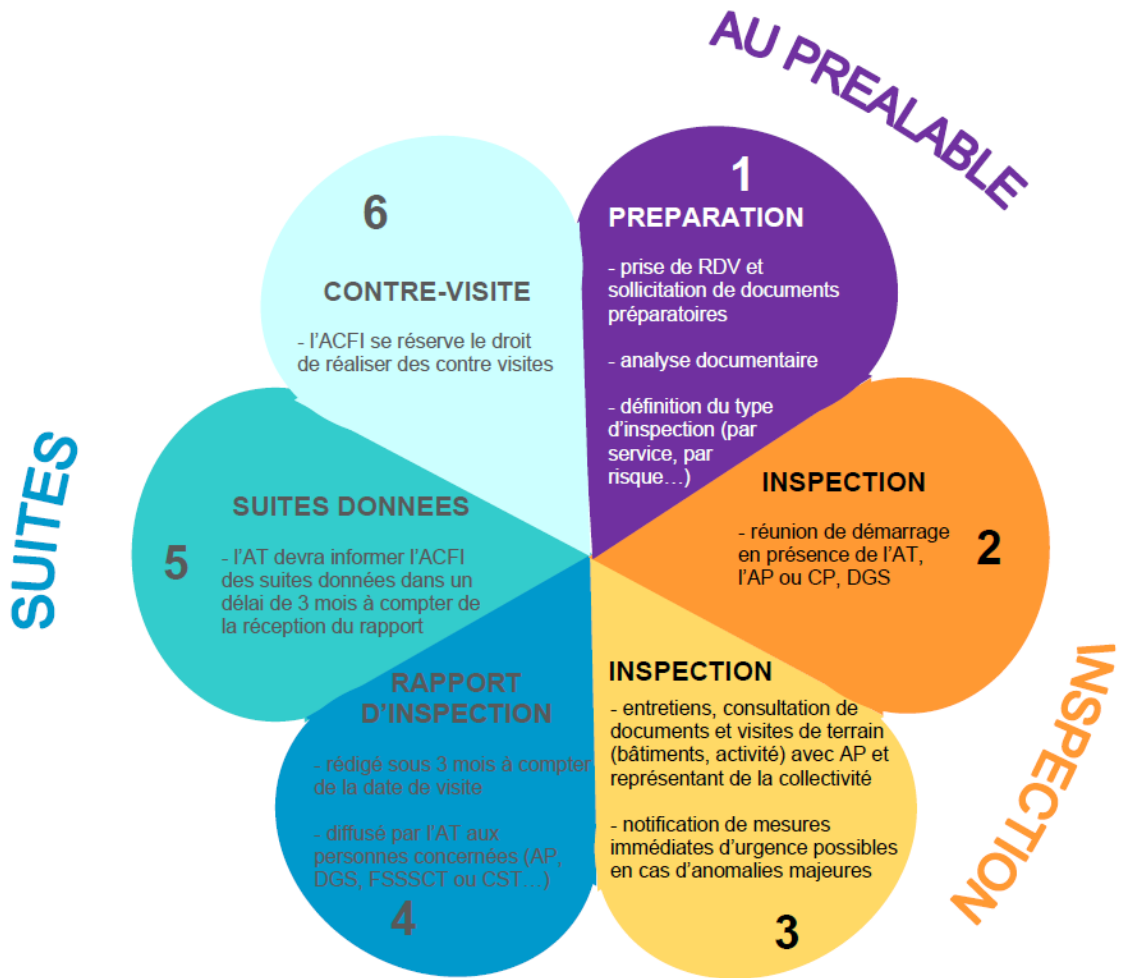 AU PREALABLE
1
PREPARATION
- prise de RDV et
sollicitation de documents
préparatoires
- analyse documentaire
- définition du type
d'inspection (par
service, par
risque…)
INSPECTION
2
- réunion de démarrage
en présence de l'AT,
l'AP ou CP, DGS
INSPECTION
INSPECTION
- entretiens, consultation de
documents et visites de terrain
(bâtiments, activité) avec AP et
représentant de la collectivité
- notification de mesures
immédiates d'urgence possibles
en cas d'anomalies majeures
3
RAPPORT
D'INSPECTION
- rédigé sous 3 mois à compter
de la date de visite
- diffusé par l'AT aux
personnes concernées (AP,
DGS, FSSSCT ou CST…)
4
SUITES
SUITES DONNEES
5
- l'AT devra informer l'ACFI
des suites données dans un
délai de 3 mois à compter de
la réception du rapport
6
CONTRE-VISITE
- l'ACFI se réserve le droit
de réaliser des contre visites